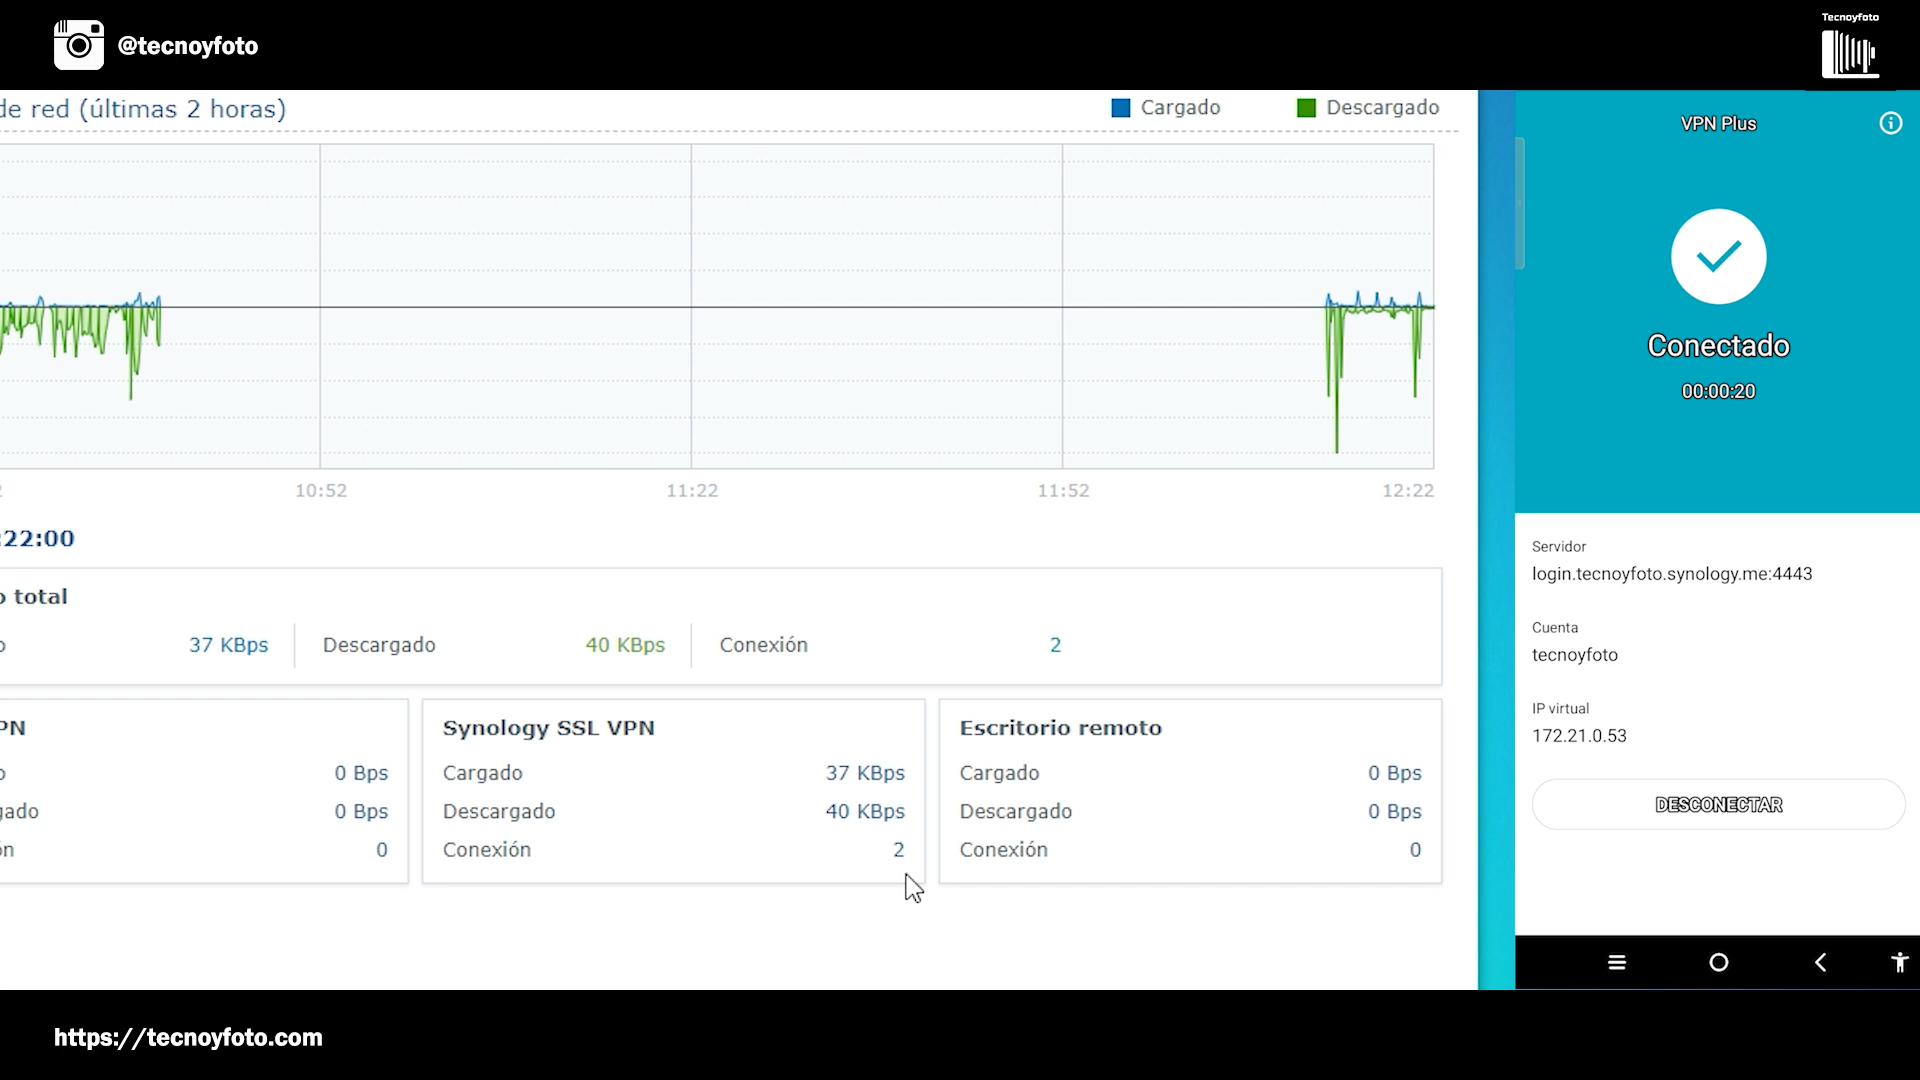 @tecnoyfoto
Tecnoyfoto
de red (últimas 2 horas)
Cargado
Descargado
10:52
11:22
11:52
12:22
:22:00
o total
37 KBps
Descargado
40 KBps
Conexión
2
PN
0 Bps
gado
0 Bps
ón
0
Synology SSL VPN
Cargado
37 KBps
Descargado
40 KBps
Conexión
2
Escritorio remoto
Cargado
0 Bps
Descargado
0 Bps
Conexión
0
VPN Plus
Conectado
00:00:20
Servidor
login.tecnoyfoto.synology.me:4443
Cuenta
tecnoyfoto
IP virtual
172.21.0.53
DESCONECTAR
https://tecnoyfoto.com